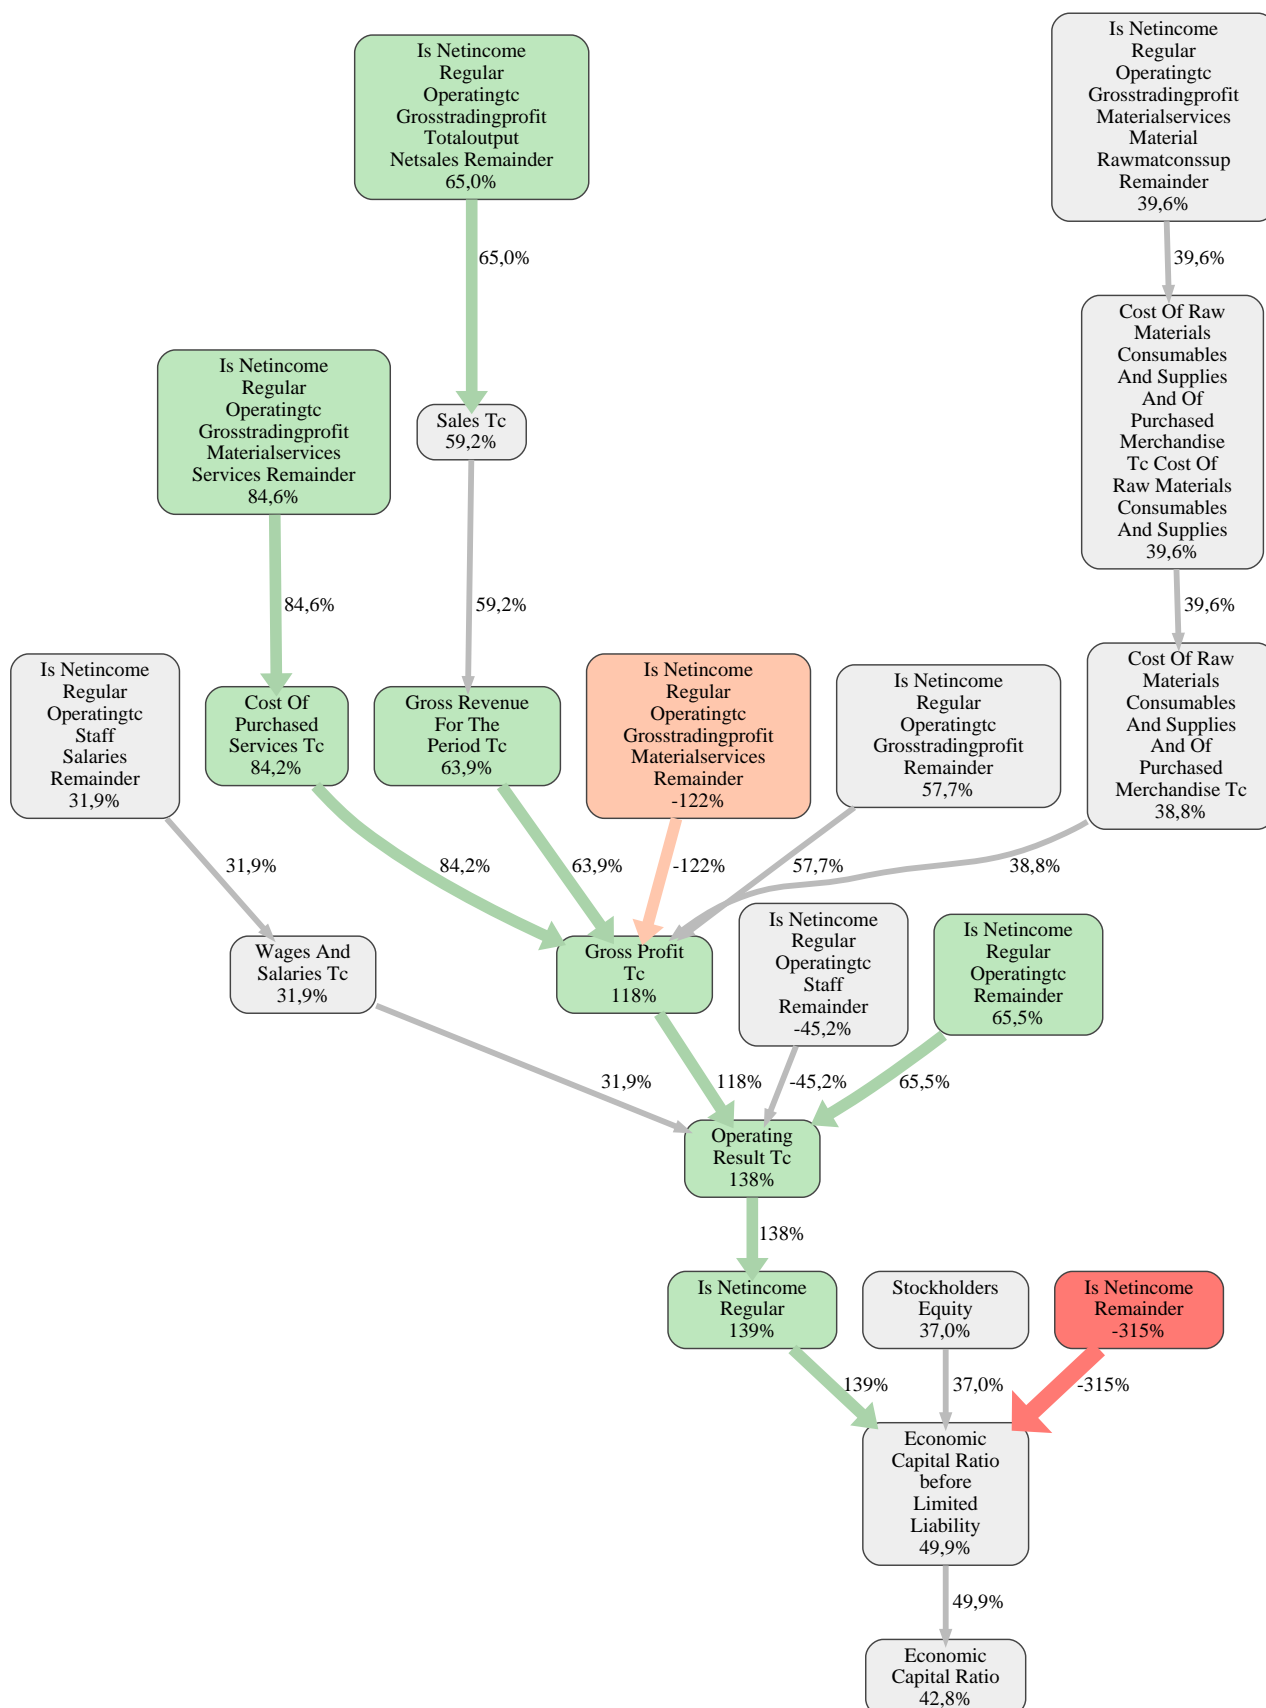 Is Netincome
Regular
Operatingtc
Grosstradingprofit
Totaloutput
Netsales Remainder
65,0%
Is Netincome
Regular
Operatingtc
Grosstradingprofit
Materialservices
Material
Rawmatconssup
Remainder
39,6%
65,0%
39,6%
Is Netincome
Regular
Operatingtc
Grosstradingprofit
Materialservices
Services Remainder
84,6%
Sales Tc
59,2%
Cost Of Raw
Materials
Consumables
And Supplies
And Of
Purchased
Merchandise
Tc Cost Of
Raw Materials
Consumables
And Supplies
39,6%
84,6%
59,2%
39,6%
Is Netincome
Regular
Operatingtc
Staff
Salaries
Remainder
31,9%
Cost Of
Purchased
Services Tc
84,2%
Gross Revenue
For The
Period Tc
63,9%
Is Netincome
Regular
Operatingtc
Grosstradingprofit
Materialservices
Remainder
-122%
Is Netincome
Regular
Operatingtc
Grosstradingprofit
Remainder
57,7%
Cost Of Raw
Materials
Consumables
And Supplies
And Of
Purchased
Merchandise Tc
38,8%
31,9%
84,2%
63,9%
-122%
57,7%
38,8%
Wages And
Salaries Tc
31,9%
Gross Profit
Tc
118%
Is Netincome
Regular
Operatingtc
Staff
Remainder
-45,2%
Is Netincome
Regular
Operatingtc
Remainder
65,5%
31,9%
118%
-45,2%
65,5%
Operating
Result Tc
138%
138%
Is Netincome
Regular
139%
Stockholders
Equity
37,0%
Is Netincome
Remainder
-315%
139%
37,0%
-315%
Economic
Capital Ratio
before
Limited
Liability
49,9%
49,9%
Economic
Capital Ratio
42,8%